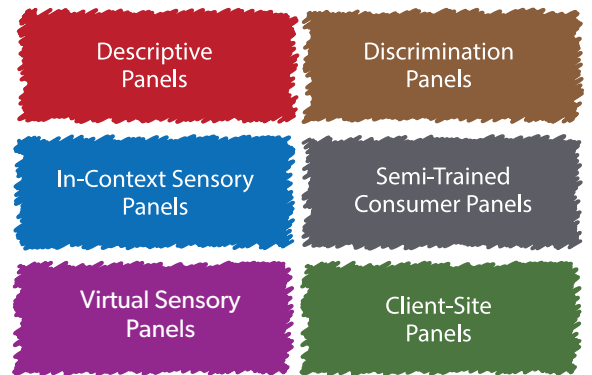 Descriptive
Panels
Discrimination
Panels
In-Context Sensory
Panels
Semi-Trained
Consumer Panels
Virtual Sensory
Panels
Client-Site
Panels